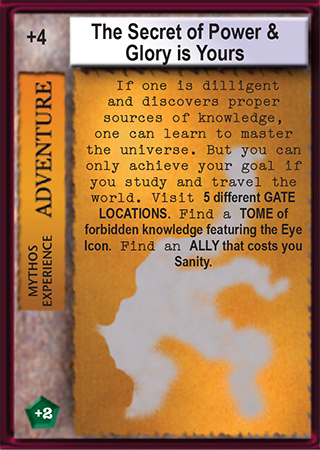 +4
The Secret of Power &
Glory is Yours
MYTHOS
EXPERIENCE
ADVENTURE
If one is dilligent
and discovers proper
sources of knowledge,
one can learn to master
the universe. But you can
only achieve your goal if
you study and travel the
world. Visit 5 different GATE
LOCATIONS. Find a TOME of
forbidden knowledge featuring the Eye
Icon. Find an ALLY that costs you
Sanity.
+2